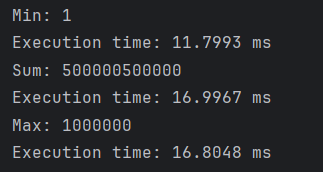 Min: 1
Execution time: 11.7993 ms
Sum: 500000500000
Execution time: 16.9967 ms
Max: 1000000
Execution time: 16.8048 ms